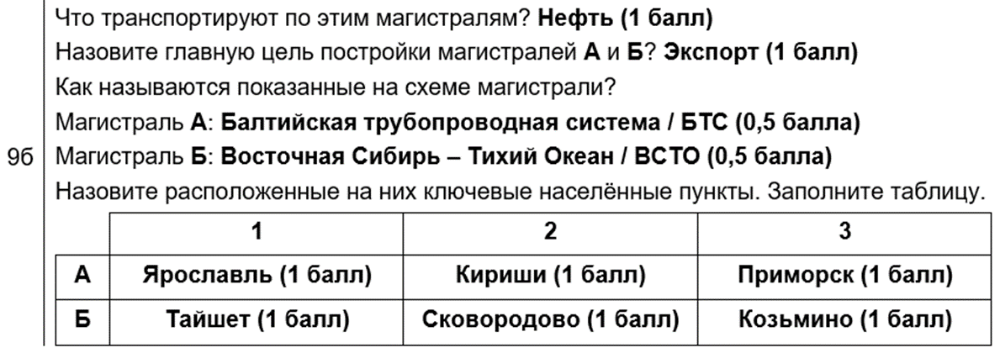 Что транспортируют по этим магистралям? Нефть (1 балл)
Назовите главную цель постройки магистралей А и Б? Экспорт (1 балл)
Как называются показанные на схеме магистрали?
Магистраль А: Балтийская трубопроводная система / БТС (0,5 балла)
9б Магистраль Б: Восточная Сибирь – Тихий Океан / ВСТО (0,5 балла)
Назовите расположенные на них ключевые населённые пункты. Заполните таблицу.
1 2 3
А Ярославль (1 балл) Кириши (1 балл) Приморск (1 балл)
Б Тайшет (1 балл) Сковородово (1 балл) Козьмино (1 балл)